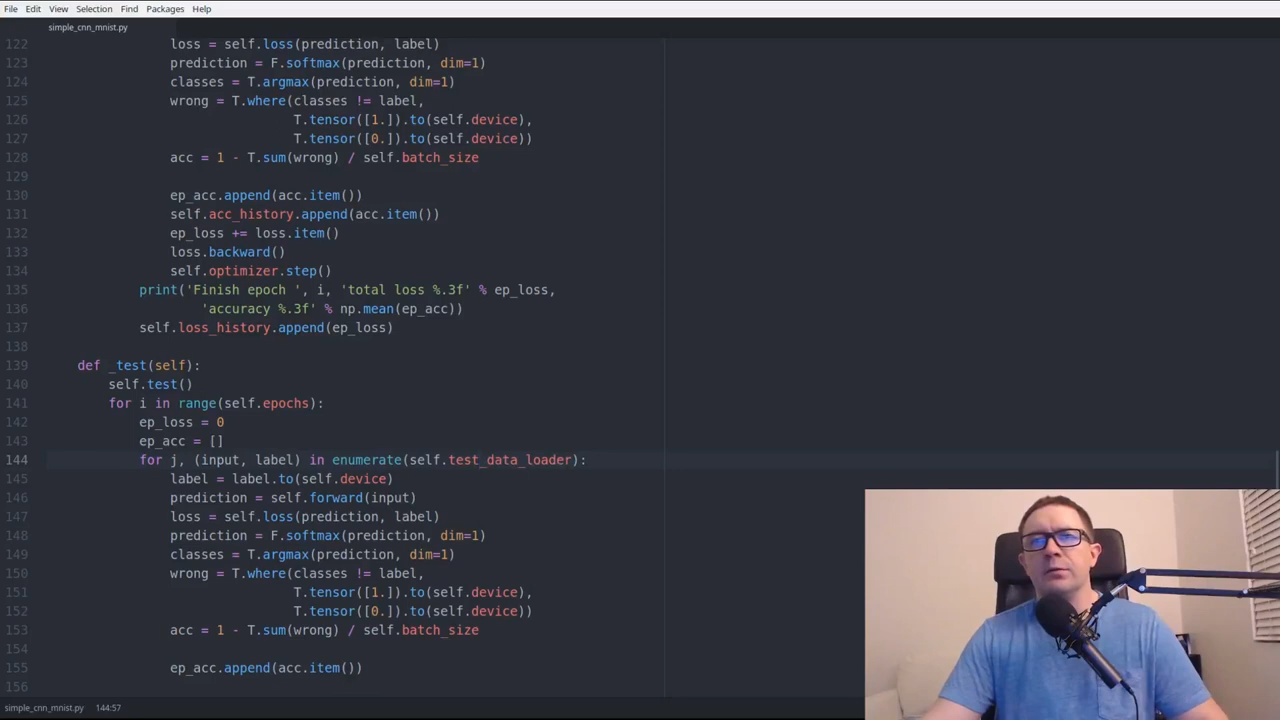 File Edit View Selection Find Packages Help
simple_cnn_mnist.py
122 loss = self.loss(prediction, label)
123 prediction = F.softmax(prediction, dim=1)
124 classes = T.argmax(prediction, dim=1)
125 wrong = T.where(classes != label,
126 T.tensor([1.]).to(self.device),
127 T.tensor([0.]).to(self.device))
128 acc = 1 - T.sum(wrong) / self.batch_size
129
130 ep_acc.append(acc.item())
131 self.acc_history.append(acc.item())
132 ep_loss += loss.item()
133 loss.backward()
134 self.optimizer.step()
135 print('Finish epoch ', i, 'total loss %.3f' % ep_loss,
136 'accuracy %.3f' % np.mean(ep_acc))
137 self.loss_history.append(ep_loss)
138
139 def _test(self):
140 self.test()
141 for i in range(self.epochs):
142 ep_loss = 0
143 ep_acc = []
144 for j, (input, label) in enumerate(self.test_data_loader):
145 label = label.to(self.device)
146 prediction = self.forward(input)
147 loss = self.loss(prediction, label)
148 prediction = F.softmax(prediction, dim=1)
149 classes = T.argmax(prediction, dim=1)
150 wrong = T.where(classes != label,
151 T.tensor([1.]).to(self.device),
152 T.tensor([0.]).to(self.device))
153 acc = 1 - T.sum(wrong) / self.batch_size
154
155 ep_acc.append(acc.item())
156
simple_cnn_mnist.py 144:57